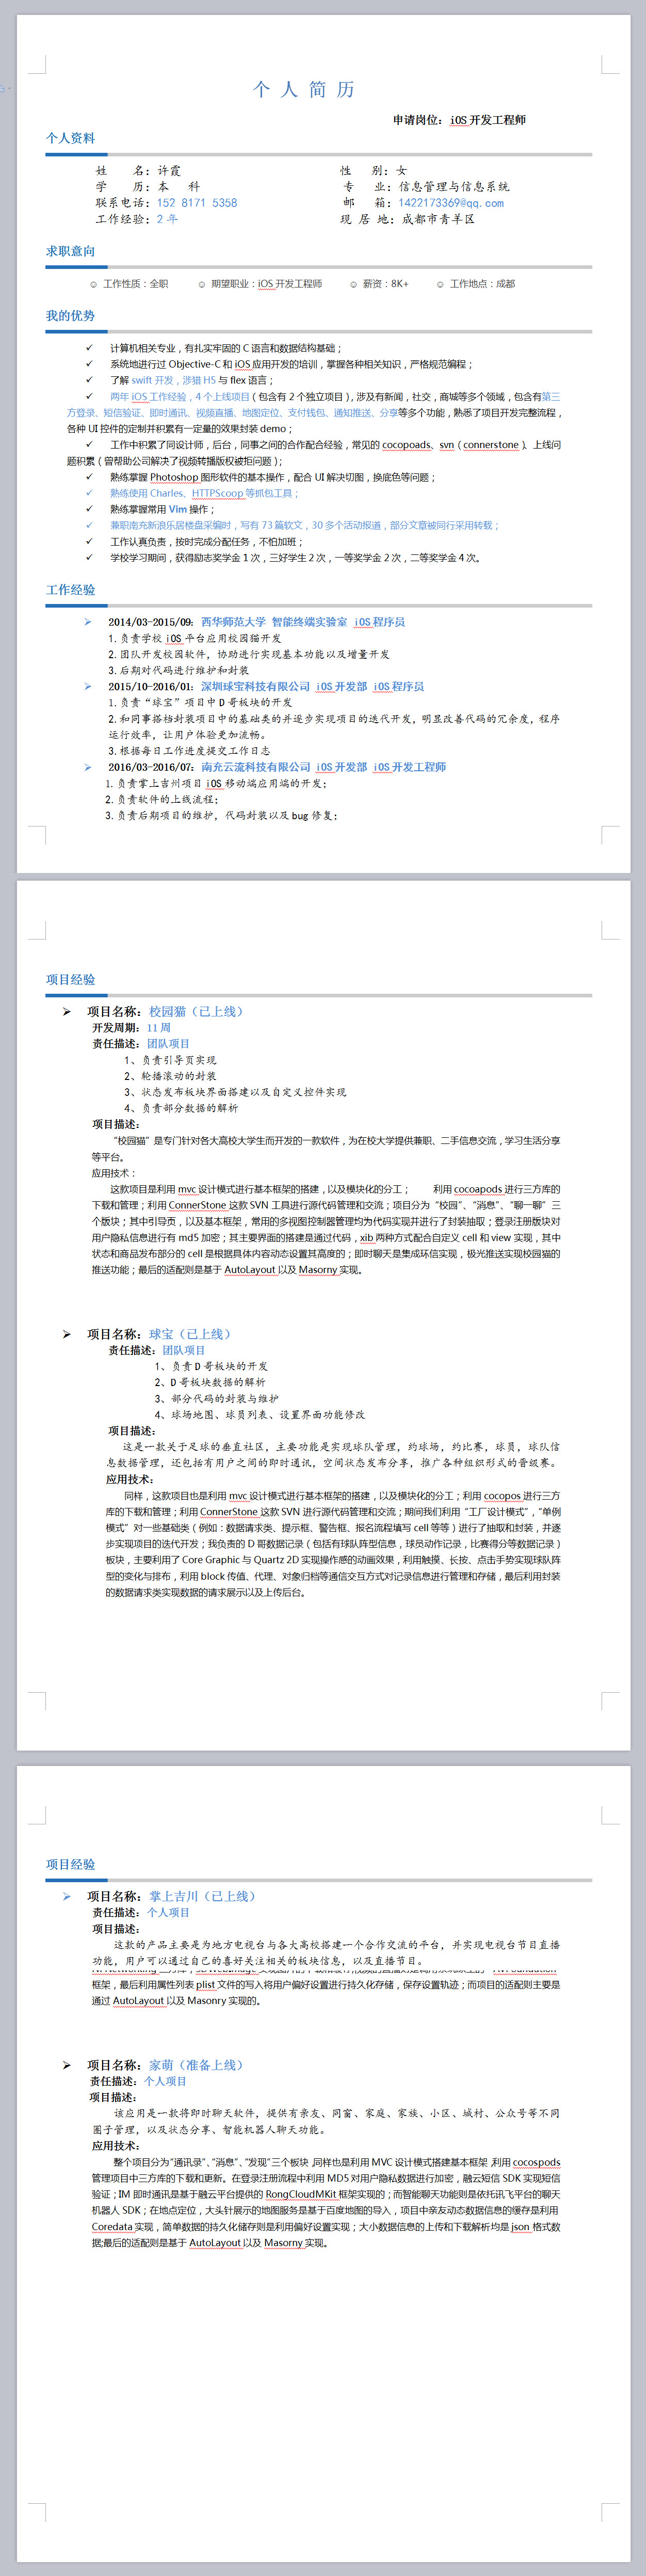 个 人 简 历
申请岗位：iOS 开发工程师
个人资料
姓 名：许霞 性 别：女
学 历：本 科 专 业：信息管理与信息系统
联系电话：152 8171 5358 邮 箱：1422173369@qq.com
工作经验：2 年 现 居 地：成都市青羊区
求职意向
☺ 工作性质：全职 ☺ 期望职业：iOS 开发工程师 ☺ 薪资：8K+ ☺ 工作地点：成都
我的优势
✓ 计算机相关专业，有扎实牢固的 C 语言和数据结构基础；
✓ 系统地进行过 Objective-C 和 iOS 应用开发的培训，掌握各种相关知识，严格规范编程；
✓ 了解 swift 开发，涉猎 H5 与 flex 语言；
✓ 两年 iOS 工作经验，4 个上线项目（包含有 2 个独立项目），涉及有新闻，社交，商城等多个领域，包含有第三
方登录、短信验证、即时通讯、视频直播、地图定位、支付钱包、通知推送、分享等多个功能，熟悉了项目开发完整流程，
各种 UI 控件的定制并积累有一定量的效果封装 demo；
✓ 工作中积累了同设计师，后台，同事之间的合作配合经验，常见的 cocopoads、svn（connerstone）、上线问
题积累（曾帮助公司解决了视频转播版权被拒问题）；
✓ 熟练掌握 Photoshop 图形软件的基本操作，配合 UI 解决切图，换底色等问题；
✓ 熟练使用 Charles、HTTPScoop 等抓包工具；
✓ 熟练掌握常用 Vim 操作；
✓ 兼职南充新浪乐居楼盘采编时，写有 73 篇软文，30 多个活动报道，部分文章被同行采用转载；
✓ 工作认真负责，按时完成分配任务，不怕加班；
✓ 学校学习期间，获得励志奖学金 1 次，三好学生 2 次，一等奖学金 2 次，二等奖学金 4 次。
工作经验
➢ 2014/03-2015/09：西华师范大学 智能终端实验室 iOS 程序员
1.负责学校 iOS 平台应用校园猫开发
2.团队开发校园软件，协助进行实现基本功能以及增量开发
3.后期对代码进行维护和封装
➢ 2015/10-2016/01：深圳球宝科技有限公司 iOS 开发部 iOS 程序员
1.负责“球宝”项目中 D 哥板块的开发
2.和同事搭档封装项目中的基础类的并逐步实现项目的迭代开发，明显改善代码的冗余度，程序
运行效率，让用户体验更加流畅。
3.根据每日工作进度提交工作日志
➢ 2016/03-2016/07：南充云流科技有限公司 iOS 开发部 iOS 开发工程师
1.负责掌上吉州项目 iOS 移动端应用端的开发；
2.负责软件的上线流程；
3.负责后期项目的维护，代码封装以及 bug 修复；
项目经验
➢ 项目名称：校园猫（已上线）
开发周期：11 周
责任描述：团队项目
1、负责引导页实现
2、轮播滚动的封装
3、状态发布板块界面搭建以及自定义控件实现
4、负责部分数据的解析
项目描述：
“校园猫”是专门针对各大高校大学生而开发的一款软件，为在校大学提供兼职、二手信息交流，学习生活分享
等平台。
应用技术：
这款项目是利用 mvc 设计模式进行基本框架的搭建，以及模块化的分工； 利用 cocoapods 进行三方库的
下载和管理；利用 ConnerStone 这款 SVN 工具进行源代码管理和交流；项目分为 “校园”、“消息”、“聊一聊” 三
个版块；其中引导页，以及基本框架，常用的多视图控制器管理均为代码实现并进行了封装抽取；登录注册版块对
用户隐私信息进行有 md5 加密；其主要界面的搭建是通过代码，xib 两种方式配合自定义 cell 和 view 实现，其中
状态和商品发布部分的 cell 是根据具体内容动态设置其高度的；即时聊天是集成环信实现，极光推送实现校园猫的
推送功能；最后的适配则是基于 AutoLayout 以及 Masorny 实现。
➢ 项目名称：球宝（已上线）
责任描述：团队项目
1、负责 D 哥板块的开发
2、D 哥板块数据的解析
3、部分代码的封装与维护
4、球场地图、球员列表、设置界面功能修改
项目描述：
这是一款关于足球的垂直社区，主要功能是实现球队管理，约球场，约比赛，球员，球队信
息数据管理，还包括有用户之间的即时通讯，空间状态发布分享，推广各种组织形式的晋级赛。
应用技术：
同样，这款项目也是利用 mvc 设计模式进行基本框架的搭建，以及模块化的分工；利用 cocopos 进行三方
库的下载和管理；利用 ConnerStone 这款 SVN 进行源代码管理和交流；期间我们利用 “工厂设计模式”，“单例
模式” 对一些基础类（例如：数据请求类、提示框、警告框、报名流程填写 cell 等等）进行了抽取和封装，并逐
步实现项目的迭代开发；我负责的 D 哥数据记录（包括有球队阵型信息，球员动作记录，比赛得分等数据记录）
板块，主要利用了 Core Graphic 与 Quartz 2D 实现操作感的动画效果，利用触摸、长按、点击手势实现球队阵
型的变化与排布，利用 block 传值、代理、对象归档等通信交互方式对记录信息进行管理和存储，最后利用封装
的数据请求类实现数据的请求展示以及上传后台。
项目经验
➢ 项目名称：掌上吉川（已上线）
责任描述：个人项目
项目描述：
这款的产品主要是为地方电视台与各大高校搭建一个合作交流的平台，并实现电视台节目直播
功能，用户可以通过自己的喜好关注相关的板块信息，以及直播节目。
框架，最后利用属性列表 plist 文件的写入将用户偏好设置进行持久化存储，保存设置轨迹；而项目的适配则主要是
通过 AutoLayout 以及 Masonry 实现的。
➢ 项目名称：家萌（准备上线）
责任描述：个人项目
项目描述：
该应用是一款将即时聊天软件，提供有亲友、同窗、家庭、家族、小区、城村、公众号等不同
圈子管理，以及状态分享、智能机器人聊天功能。
应用技术：
整个项目分为“通讯录”、“消息”、“发现”三个板块,同样也是利用 MVC 设计模式搭建基本框架,利用 cocospods
管理项目中三方库的下载和更新。在登录注册流程中利用 MD5 对用户隐私数据进行加密，融云短信 SDK 实现短信
验证；IM 即时通讯是基于融云平台提供的 RongCloudMKit 框架实现的；而智能聊天功能则是依托讯飞平台的聊天
机器人 SDK；在地点定位，大头针展示的地图服务是基于百度地图的导入，项目中亲友动态数据信息的缓存是利用
Coredata 实现，简单数据的持久化储存则是利用偏好设置实现；大小数据信息的上传和下载解析均是 json 格式数
据;最后的适配则是基于 AutoLayout 以及 Masorny 实现。